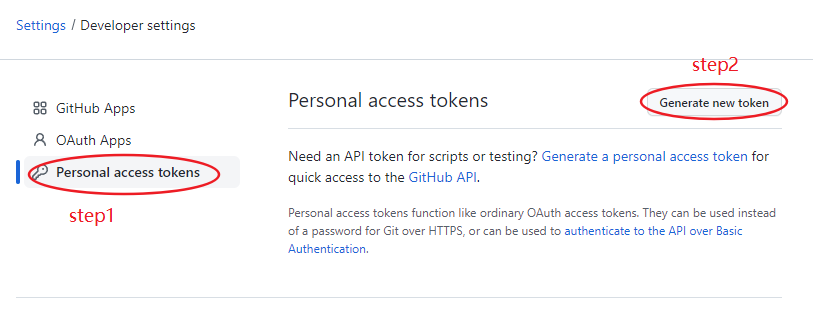 Settings / Developer settings
step2
GitHub Apps
OAuth Apps
Personal access tokens
step1
Personal access tokens
Generate new token
Need an API token for scripts or testing? Generate a personal access token for
quick access to the GitHub API.
Personal access tokens function like ordinary OAuth access tokens. They can be used instead
of a password for Git over HTTPS, or can be used to authenticate to the API over Basic
Authentication.